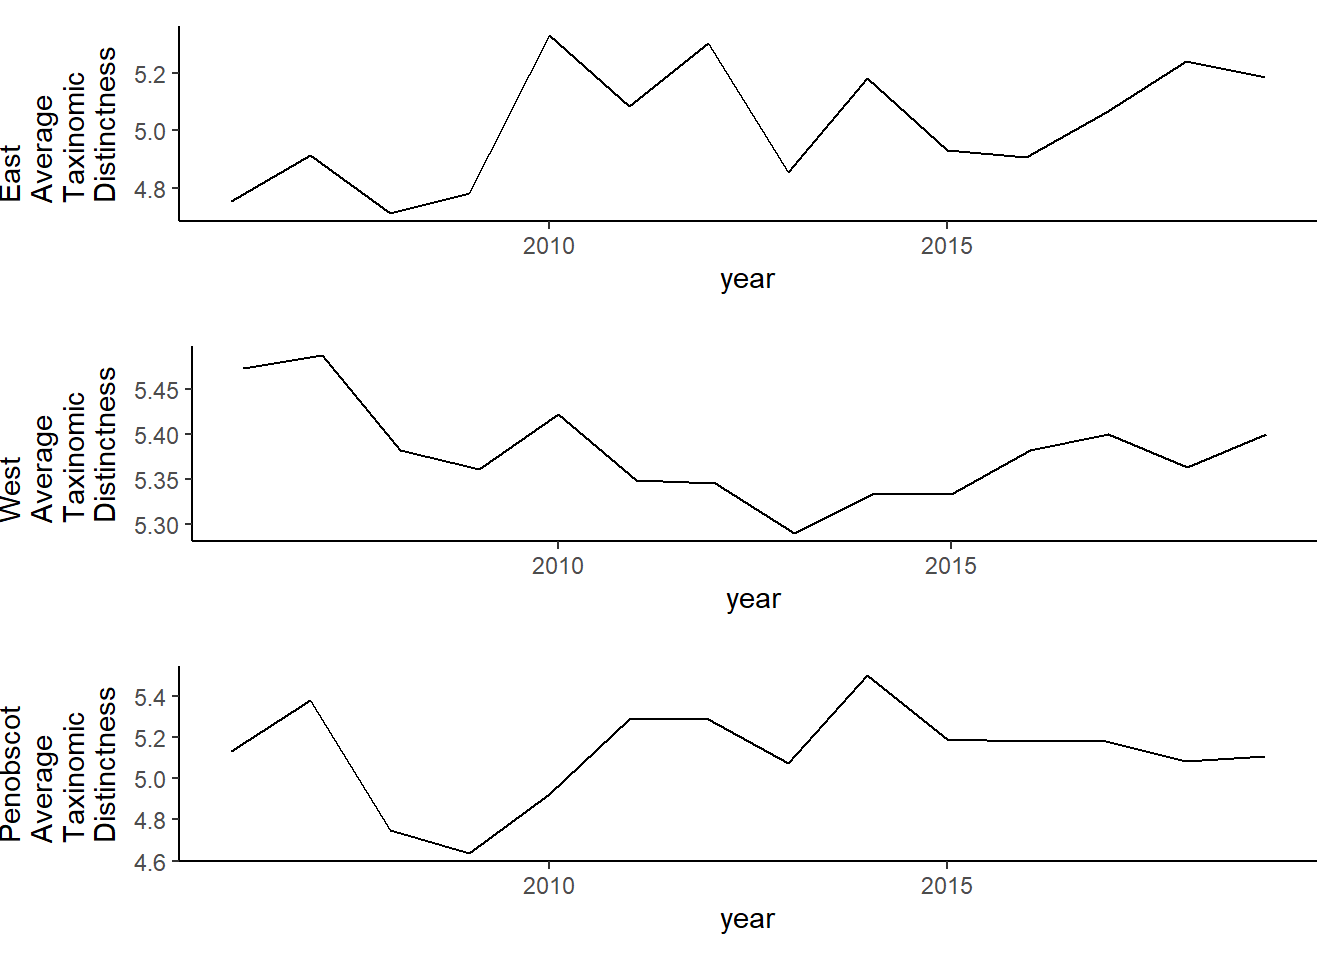 East
Average
Taxinomic
Distinctness
5.2
5.0
4.8
2010
2015
year
West
Average
Taxinomic
Distinctness
5.45
5.40
5.35
5.30
2010
2015
year
Penobscot
Average
Taxinomic
Distinctness
5.4
5.2
5.0
4.8
4.6
2010
2015
year